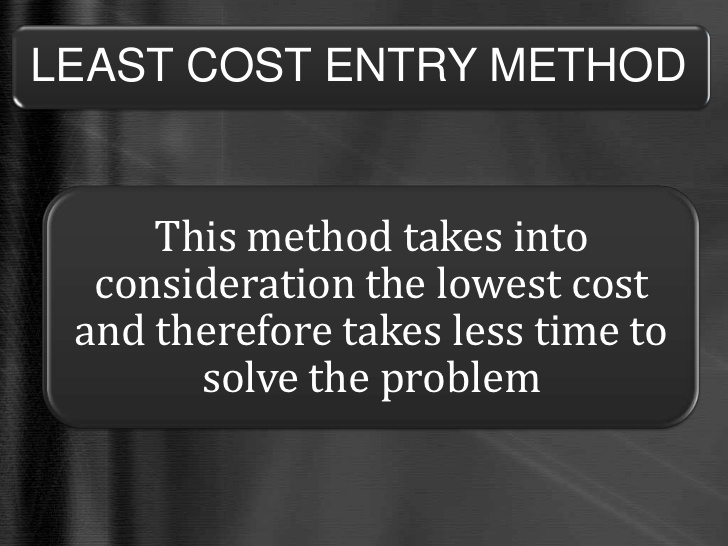 LEAST COST ENTRY METHOD
This method takes into
consideration the lowest cost
and therefore takes less time to
solve the problem